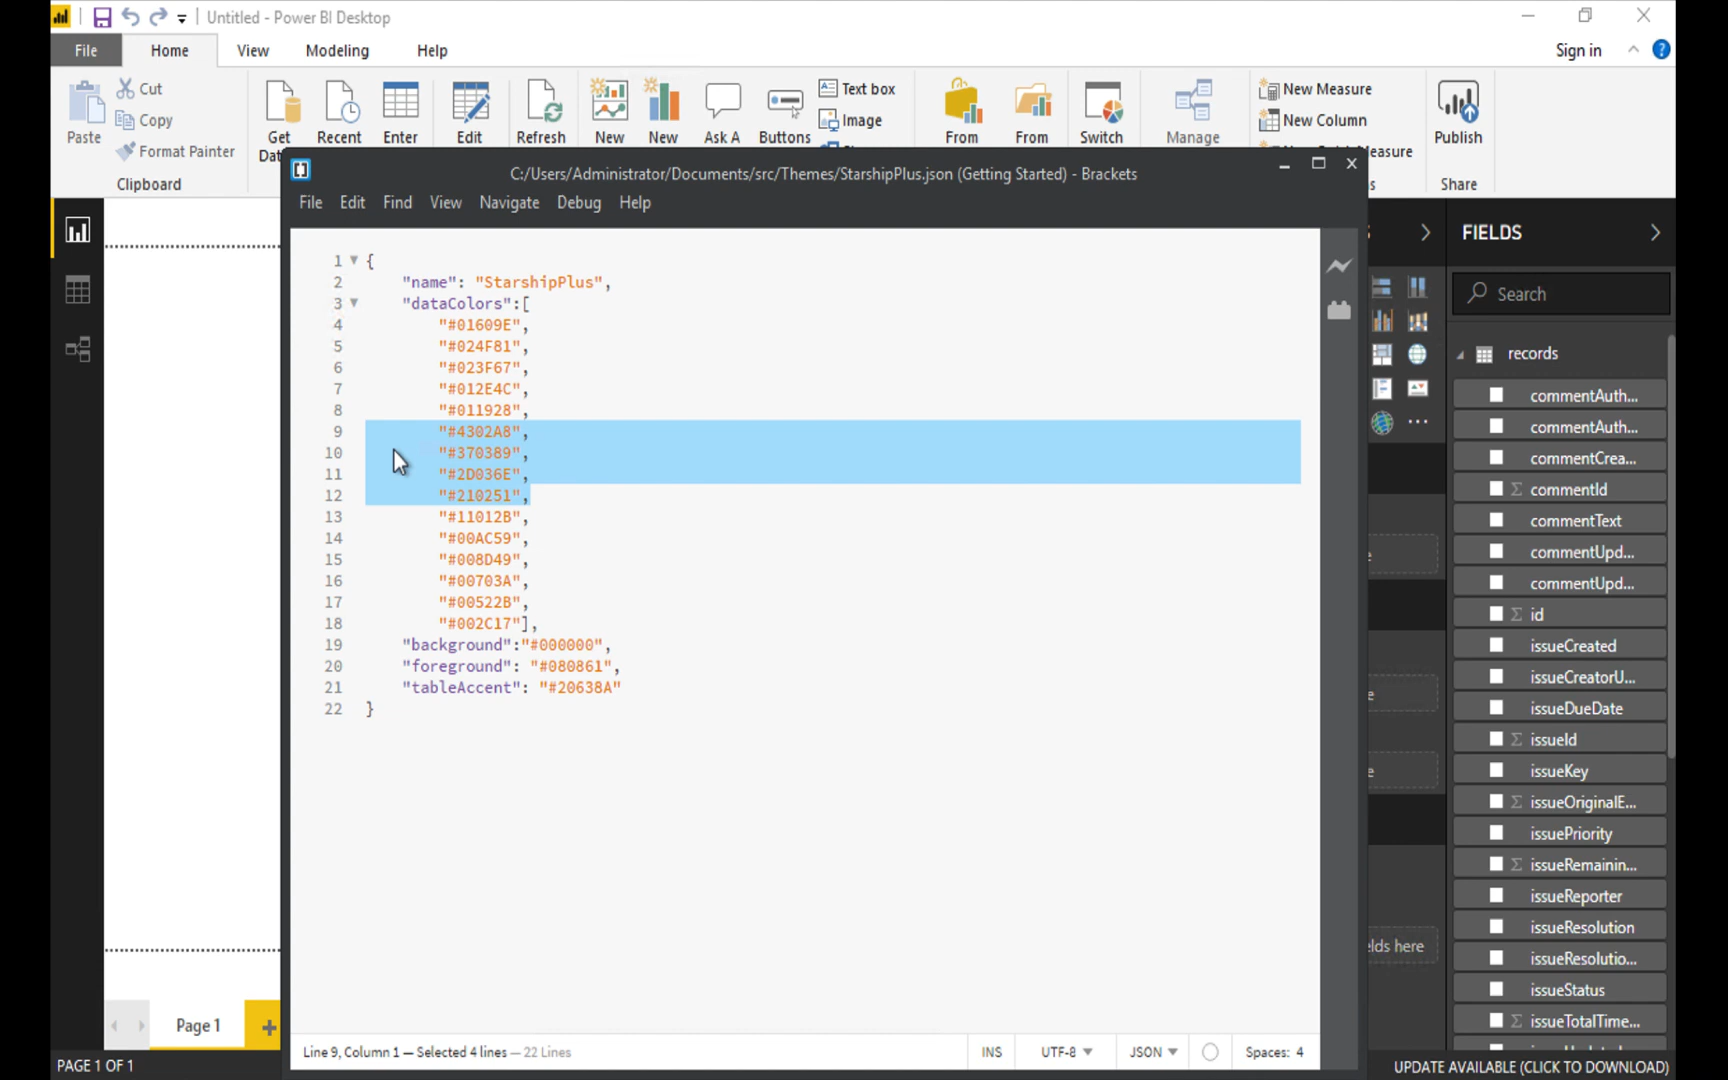 Untitled - Power BI Desktop
File Home View Modeling Help Sign in
Paste Cut Copy Format Painter
Clipboard
Get Recent Enter Edit Refresh New New Ask A Buttons Text box Image From From Switch Manage New Measure New Column Measure Publish
Share
C:/Users/Administrator/Documents/src/Themes/StarshipPlus.json (Getting Started) - Brackets
File Edit Find View Navigate Debug Help
1 {
2 "name": "StarshipPlus",
3 "dataColors":[
4 "#01609E",
5 "#024F81",
6 "#023F67",
7 "#012E4C",
8 "#011928",
9 "#4302A8",
10 "#370389",
11 "#2D036E",
12 "#210251",
13 "#11012B",
14 "#00AC59",
15 "#008D49",
16 "#00703A",
17 "#00522B",
18 "#002C17"],
19 "background":"#000000",
20 "foreground": "#080861",
21 "tableAccent": "#20638A"
22 }
Line 9, Column 1 — Selected 4 lines — 22 Lines
INS UTF-8 JSON Spaces: 4
FIELDS
Search
records
commentAuth...
commentAuth...
commentCrea...
Σ commentId
commentText
commentUpd...
commentUpd...
Σ id
issueCreated
issueCreatorU...
issueDueDate
Σ issueId
issueKey
Σ issueOriginalE...
issuePriority
Σ issueRemainin...
issueReporter
issueResolution
issueResolutio...
issueStatus
Σ issueTotalTime...
elds here
Page 1
PAGE 1 OF 1
UPDATE AVAILABLE (CLICK TO DOWNLOAD)